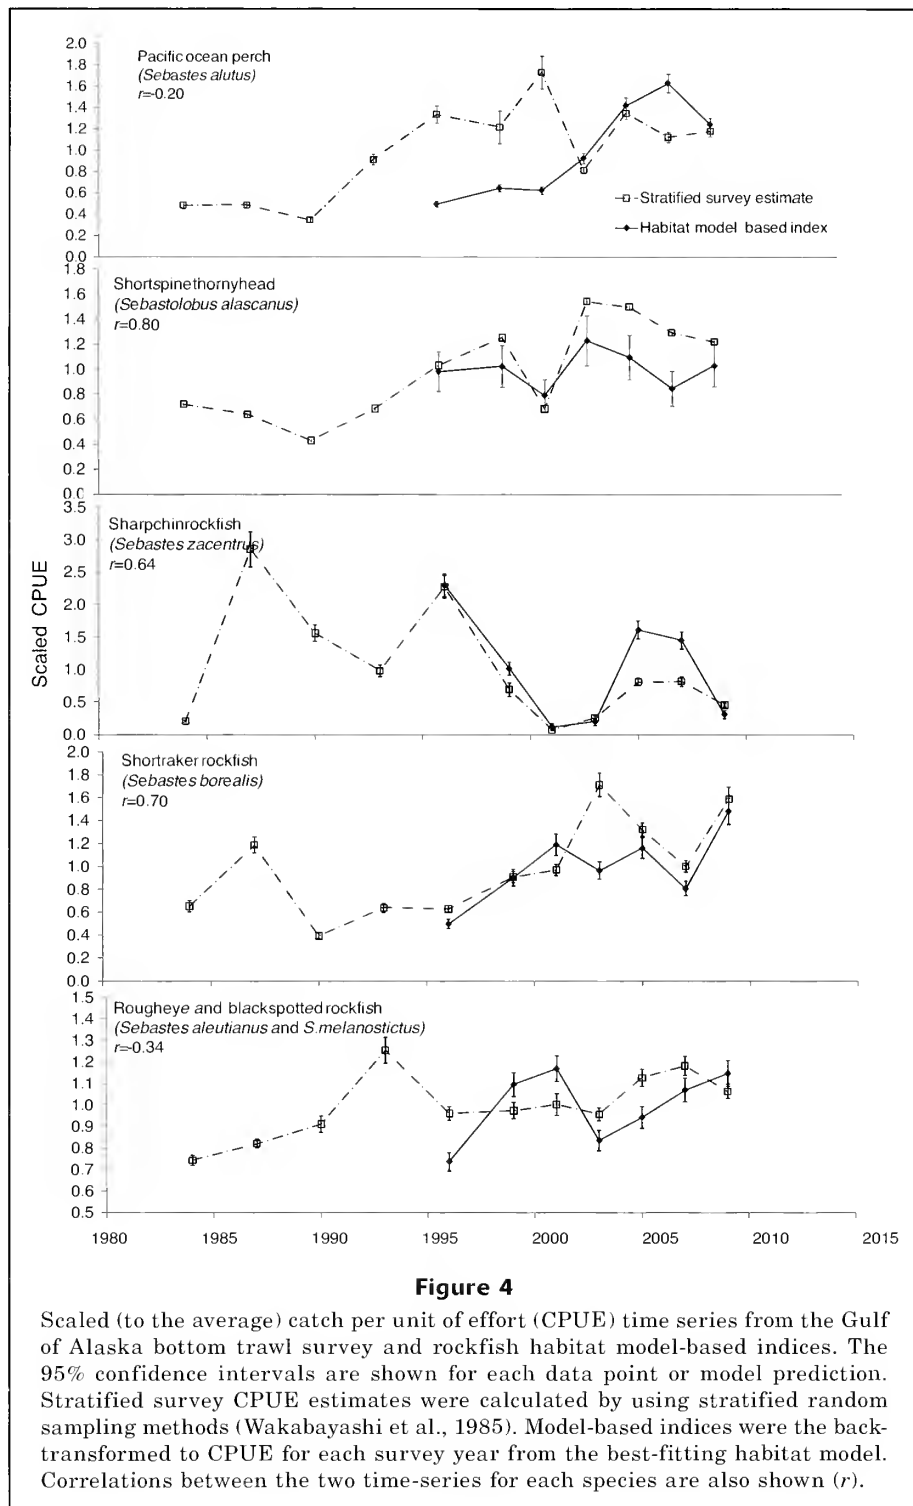 Pacific ocean perch
(Sebastes alutus)
r=-0.20
2.0
1.8
1.6
1.4
1.2
1.0
0.8
0.6
0.4
0.2
0.0
Stratified survey estimate
Habitat model based index
Shortspinethornyhead
(Sebastolobus alascanus)
r=0.80
1.8
1.6
1.4
1.2
1.0
0.8
0.6
0.4
0.2
0.0
Sharpchinrockfish
(Sebastes zacentrus)
r=0.64
3.5
3.0
2.5
2.0
1.5
1.0
0.5
0.0
Scaled CPUE
Shortraker rockfish
(Sebastes borealis)
r=0.70
2.0
1.8
1.6
1.4
1.2
1.0
0.8
0.6
0.4
0.2
0.0
Rougheye and blackspotted rockfish
(Sebastes aleutianus and S.melanostictus)
r=-0.34
1.5
1.4
1.3
1.2
1.1
1.0
0.9
0.8
0.7
0.6
0.5
1980 1985 1990 1995 2000 2005 2010 2015
Figure 4
Scaled (to the average) catch per unit of effort (CPUE) time series from the Gulf
of Alaska bottom trawl survey and rockfish habitat model-based indices. The
95% confidence intervals are shown for each data point or model prediction.
Stratified survey CPUE estimates were calculated by using stratified random
sampling methods (Wakabayashi et al., 1985). Model-based indices were the back-
transformed to CPUE for each survey year from the best-fitting habitat model.
Correlations between the two time-series for each species are also shown (r).